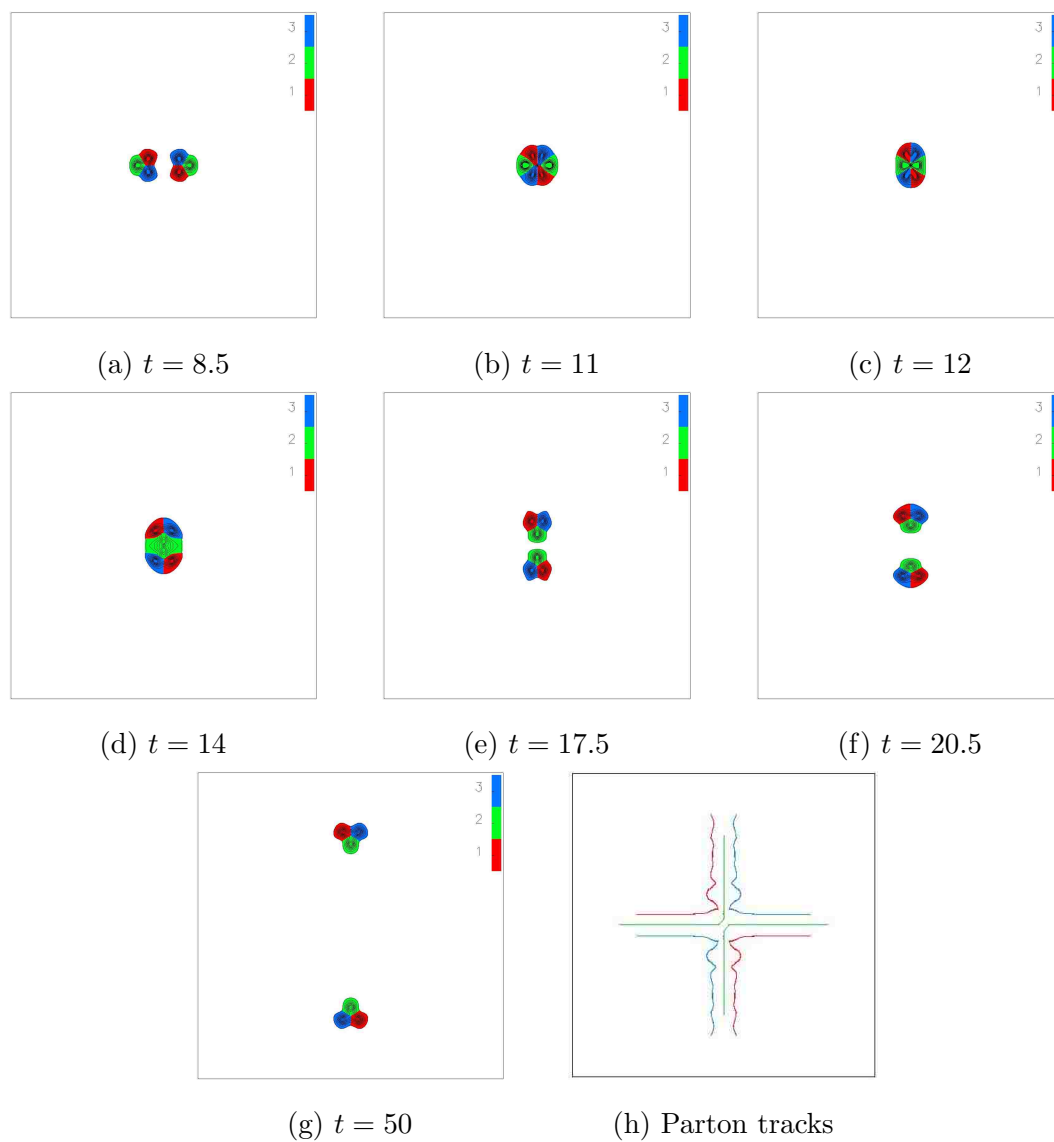 3
2
1
3
2
1
3
2
1
(a) t = 8.5
(b) t = 11
(c) t = 12
3
2
1
3
2
1
3
2
1
(d) t = 14
(e) t = 17.5
(f) t = 20.5
3
2
1
(g) t = 50
(h) Parton tracks